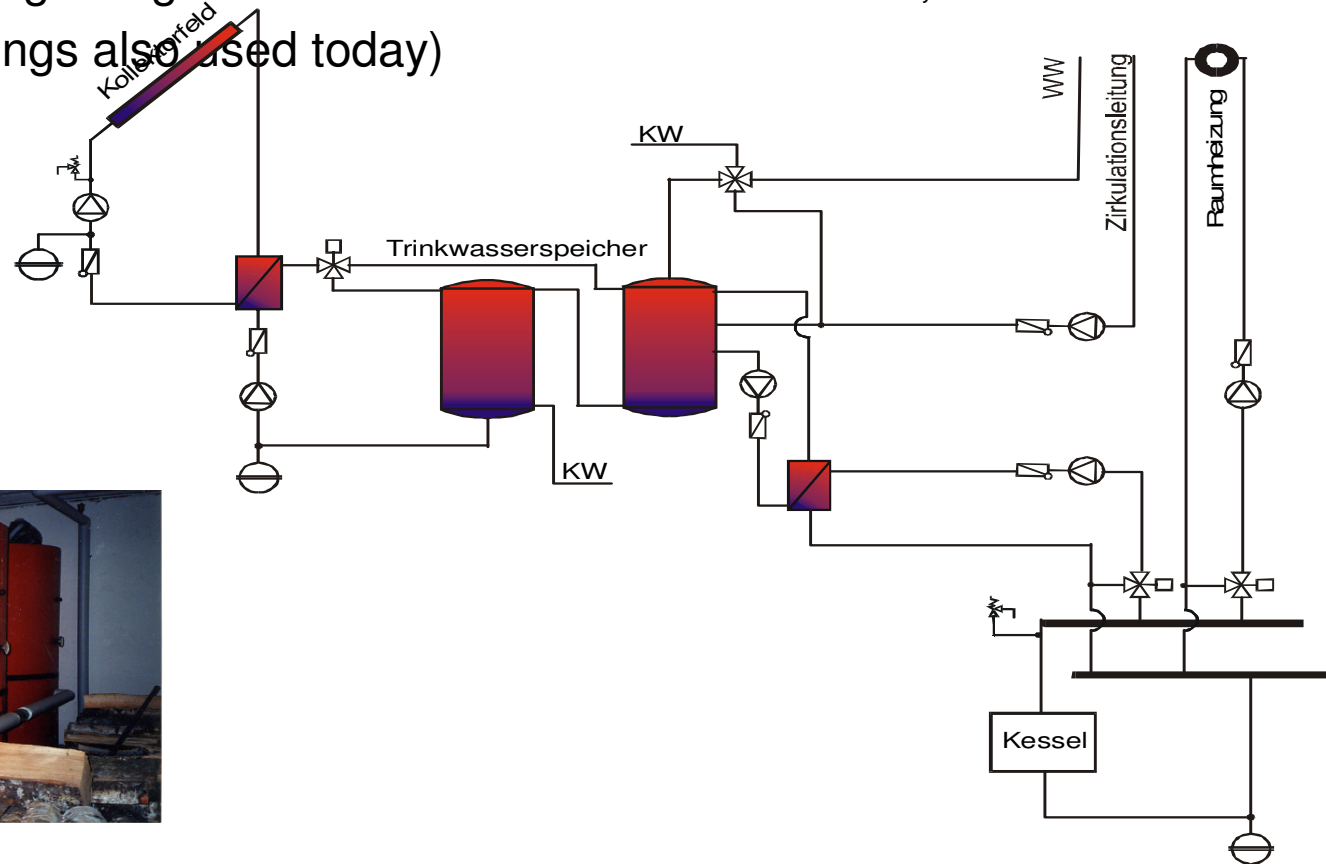 ngs also used today)
Kollektorfeld
WW
Zirkulationsleitung
Raumheizung
KW
Trinkwasserspeicher
KW
Kessel